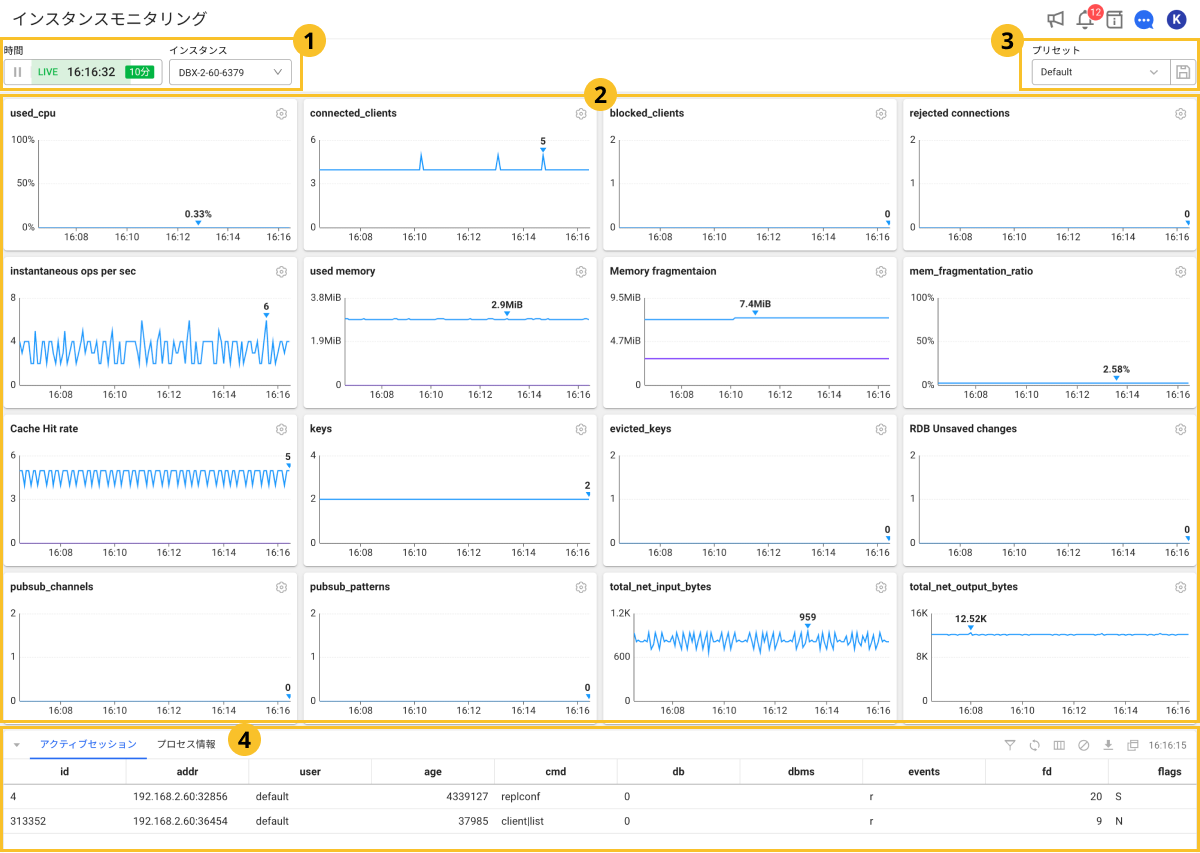 インスタンスモニタリング
12
K
1
3
時間
インスタンス
プリセット
LIVE 16:16:32 10分
DBX-2-60-6379
Default
2
used_cpu
100%
50%
0%
0.33%
16:08 16:10 16:12 16:14 16:16
connected_clients
6
3
0
5
16:08 16:10 16:12 16:14 16:16
blocked_clients
2
1
0
0
16:08 16:10 16:12 16:14 16:16
rejected connections
2
1
0
0
16:08 16:10 16:12 16:14 16:16
instantaneous ops per sec
8
4
0
6
16:08 16:10 16:12 16:14 16:16
used memory
3.8MiB
1.9MiB
0
2.9MiB
16:08 16:10 16:12 16:14 16:16
Memory fragmentaion
9.5MiB
4.7MiB
0
7.4MiB
16:08 16:10 16:12 16:14 16:16
mem_fragmentation_ratio
100%
50%
0%
2.58%
16:08 16:10 16:12 16:14 16:16
Cache Hit rate
6
3
0
5
16:08 16:10 16:12 16:14 16:16
keys
4
2
0
2
16:08 16:10 16:12 16:14 16:16
evicted_keys
2
1
0
0
16:08 16:10 16:12 16:14 16:16
RDB Unsaved changes
2
1
0
0
16:08 16:10 16:12 16:14 16:16
pubsub_channels
2
1
0
0
16:08 16:10 16:12 16:14 16:16
pubsub_patterns
2
1
0
0
16:08 16:10 16:12 16:14 16:16
total_net_input_bytes
1.2K
600
0
959
16:08 16:10 16:12 16:14 16:16
total_net_output_bytes
16K
8K
0
12.52K
16:08 16:10 16:12 16:14 16:16
アクティブセッション プロセス情報 4 16:16:15
id addr user age cmd db dbms events fd flags
4 192.168.2.60:32856 default 4339127 replconf 0 r 20 S
313352 192.168.2.60:36454 default 37985 client|list 0 r 9 N